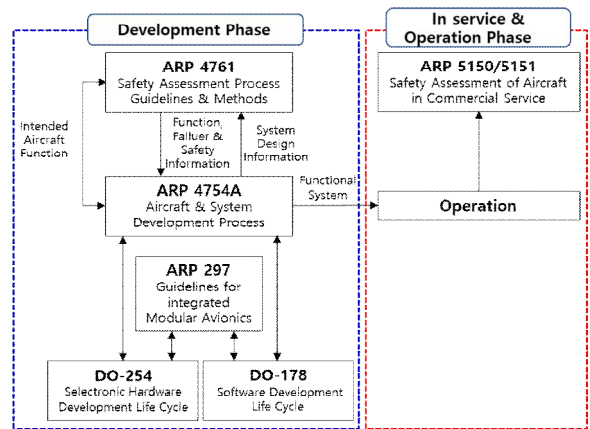 Development Phase
In service &
Operation Phase
ARP 4761
Safety Assessment Process
Guidelines & Methods
ARP 5150/5151
Safety Assessment of Aircraft
in Commercial Service
Intended
Aircraft
Function
Function,
Falluer &
Safety
Information
System
Design
Information
ARP 4754A
Aircraft & System
Development Process
Functional
System
Operation
ARP 297
Guidelines for
integrated
Modular Avionics
DO-254
Selectronic Hardware
Development Life Cycle
DO-178
Software Development
Life Cycle